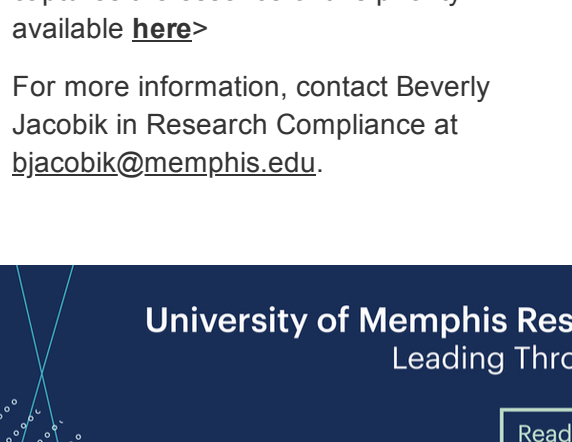 available here>
For more information, contact Beverly
Jacobik in Research Compliance at
bjacobik@memphis.edu.
University of Memphis Res
Leading Thro
Read